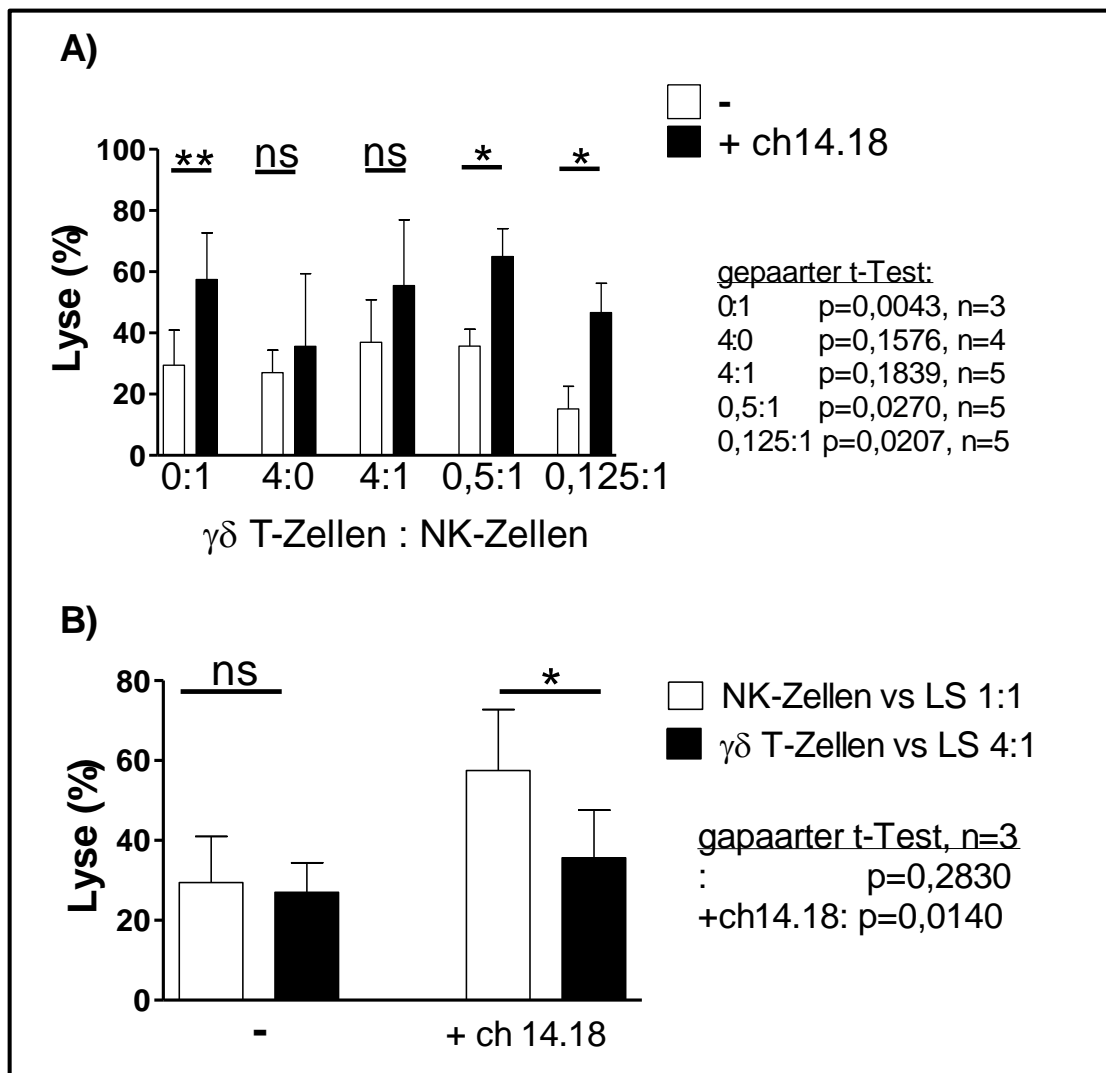 A)
-
+ ch14.18
** ns ns * *
100
80
60
40
20
0
Lyse (%)
0:1 4:0 4:1 0,5:1 0,125:1
γδ T-Zellen : NK-Zellen
gepaarter t-Test:
0:1 p=0,0043, n=3
4:0 p=0,1576, n=4
4:1 p=0,1839, n=5
0,5:1 p=0,0270, n=5
0,125:1 p=0,0207, n=5
B)
ns *
80
60
40
20
0
Lyse (%)
- + ch 14.18
NK-Zellen vs LS 1:1
γδ T-Zellen vs LS 4:1
gapaarter t-Test, n=3
: p=0,2830
+ch14.18: p=0,0140